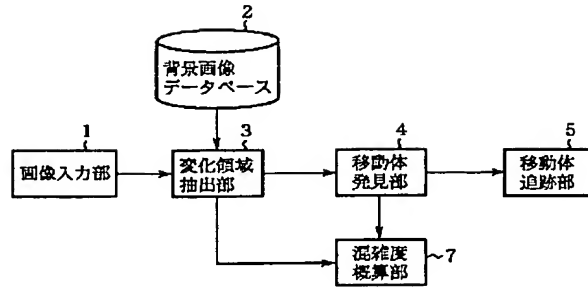 2
背景画像
データベース
1
画像入力部
3
変化領域
抽出部
4
移動体
発見部
5
移動体
追跡部
混雑度
概算部
7